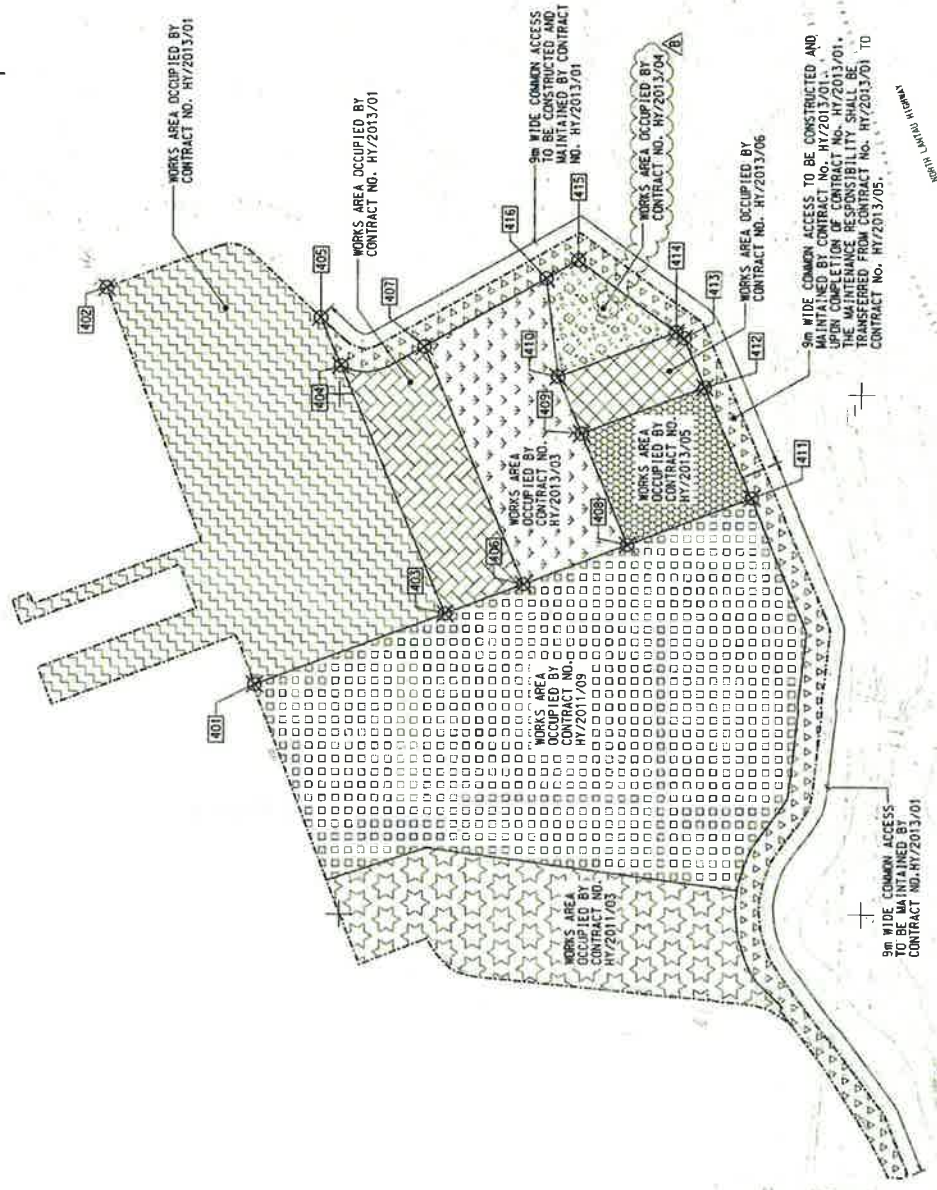 WORKS AREA OCCUPIED BY
CONTRACT NO. HY/2013/01
402
WORKS AREA OCCUPIED BY
CONTRACT NO. HY/2013/01
405
404
407
9m WIDE COMMON ACCESS
TO BE CONSTRUCTED AND
MAINTAINED BY CONTRACT
NO. HY/2013/01
416
WORKS AREA OCCUPIED BY
CONTRACT NO. HY/2013/04
B
415
410
409
414
413
WORKS AREA OCCUPIED BY
CONTRACT NO. HY/2013/06
412
9m WIDE COMMON ACCESS TO BE CONSTRUCTED AND
MAINTAINED BY CONTRACT No. HY/2013/01.
UPON COMPLETION OF CONTRACT No. HY/2013/01,
THE MAINTENANCE RESPONSIBILITY SHALL BE
TRANSFERRED FROM CONTRACT No. HY/2013/01 TO
CONTRACT No. HY/2013/05.
NORTH LANTAU HIGHWAY
WORKS AREA
OCCUPIED BY
CONTRACT NO.
HY/2013/03
WORKS AREA
OCCUPIED BY
CONTRACT NO.
HY/2013/05
408
411
406
403
401
WORKS AREA
OCCUPIED BY
CONTRACT NO.
HY/2011/09
WORKS AREA
OCCUPIED BY
CONTRACT NO.
HY/2011/03
9m WIDE COMMON ACCESS
TO BE MAINTAINED BY
CONTRACT NO.HY/2013/01